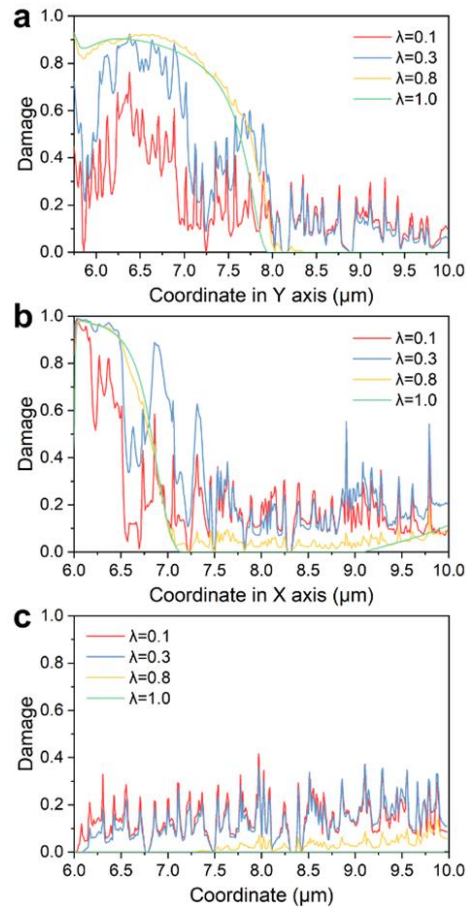 a
λ=0.1
λ=0.3
λ=0.8
λ=1.0
Damage
1.0
0.8
0.6
0.4
0.2
0.0
6.0 6.5 7.0 7.5 8.0 8.5 9.0 9.5 10.0
Coordinate in Y axis (μm)
b
λ=0.1
λ=0.3
λ=0.8
λ=1.0
Damage
1.0
0.8
0.6
0.4
0.2
0.0
6.0 6.5 7.0 7.5 8.0 8.5 9.0 9.5 10.0
Coordinate in X axis (μm)
c
λ=0.1
λ=0.3
λ=0.8
λ=1.0
Damage
1.0
0.8
0.6
0.4
0.2
0.0
6.0 6.5 7.0 7.5 8.0 8.5 9.0 9.5 10.0
Coordinate (μm)